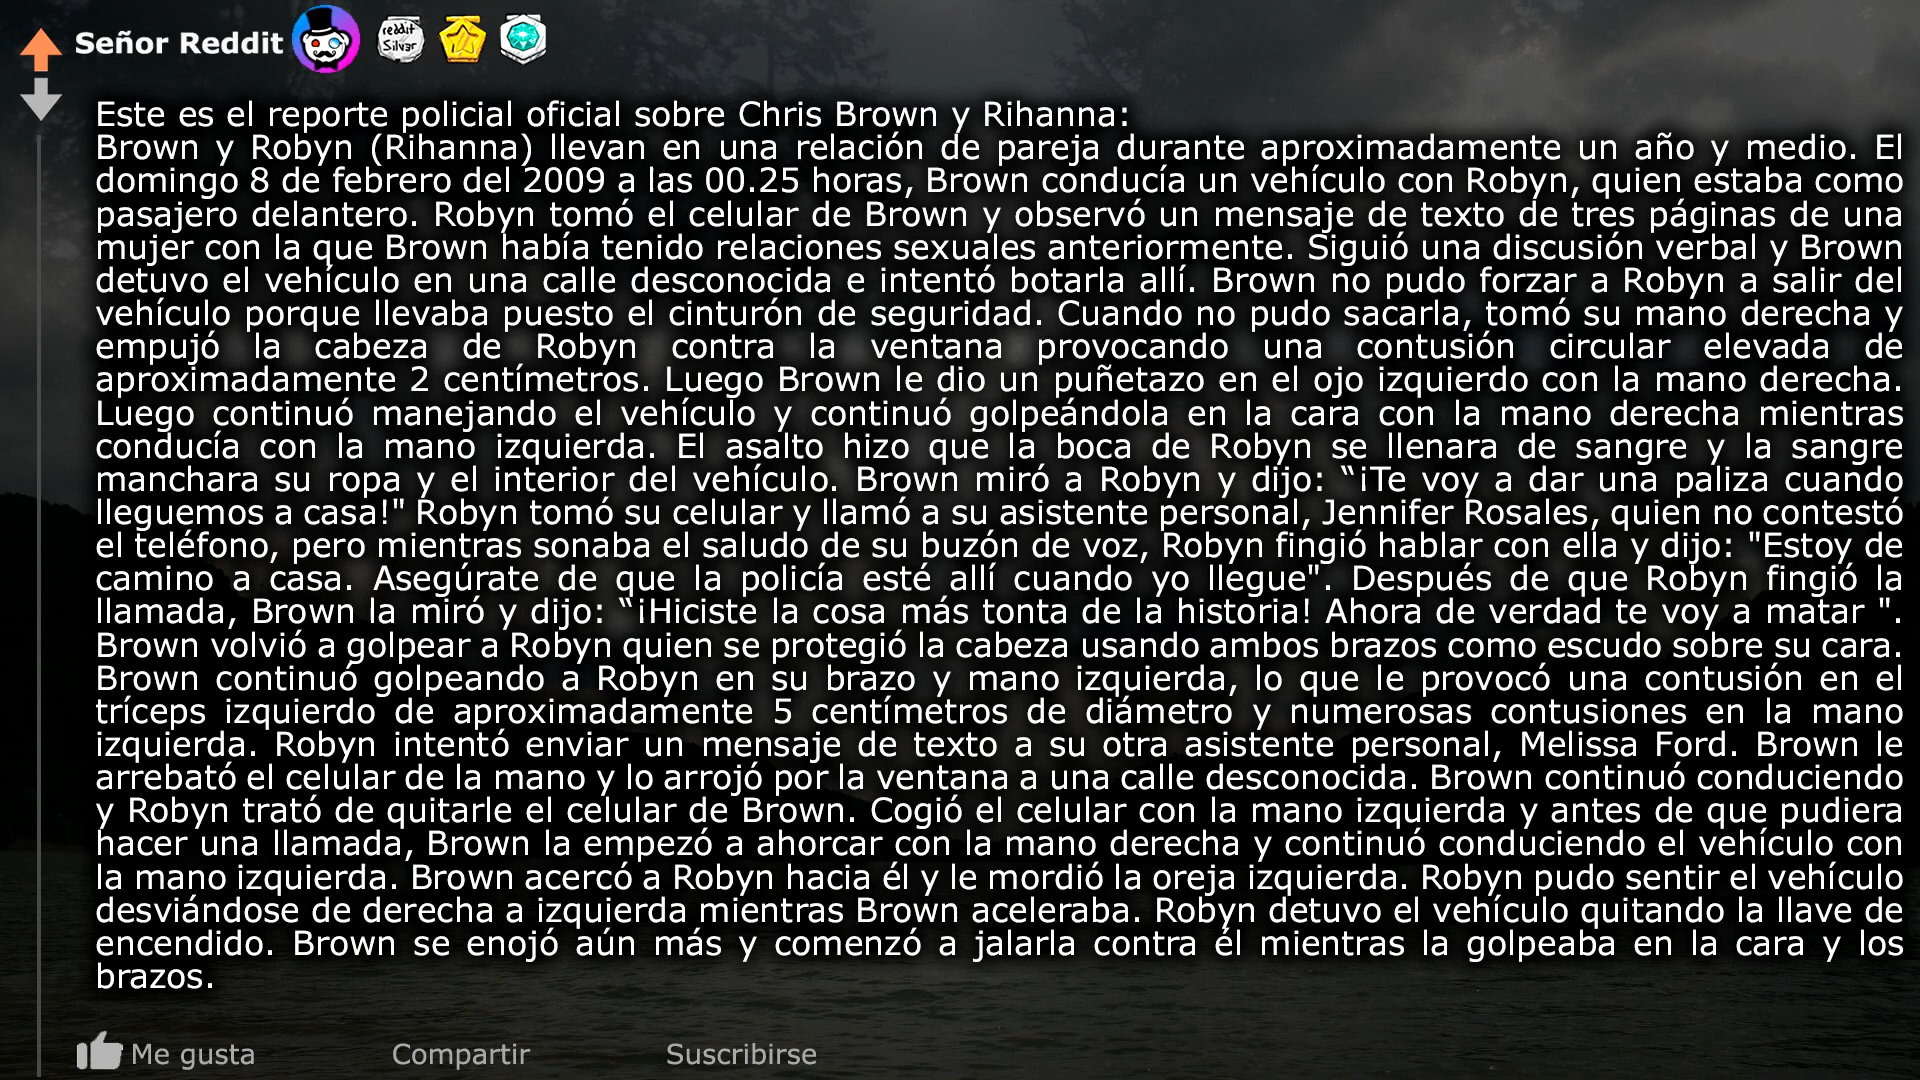 Señor Reddit
reddit
Silver
Este es el reporte policial oficial sobre Chris Brown y Rihanna:
Brown y Robyn (Rihanna) llevan en una relación de pareja durante aproximadamente un año y medio. El
domingo 8 de febrero del 2009 a las 00.25 horas, Brown conducía un vehículo con Robyn, quien estaba como
pasajero delantero. Robyn tomó el celular de Brown y observó un mensaje de texto de tres páginas de una
mujer con la que Brown había tenido relaciones sexuales anteriormente. Siguió una discusión verbal y Brown
detuvo el vehículo en una calle desconocida e intentó botarla allí. Brown no pudo forzar a Robyn a salir del
vehículo porque llevaba puesto el cinturón de seguridad. Cuando no pudo sacarla, tomó su mano derecha y
empujó la cabeza de Robyn contra la ventana provocando una contusión circular elevada de
aproximadamente 2 centímetros. Luego Brown le dio un puñetazo en el ojo izquierdo con la mano derecha.
Luego continuó manejando el vehículo y continuó golpeándola en la cara con la mano derecha mientras
conducía con la mano izquierda. El asalto hizo que la boca de Robyn se llenara de sangre y la sangre
manchara su ropa y el interior del vehículo. Brown miró a Robyn y dijo: “¡Te voy a dar una paliza cuando
lleguemos a casa!" Robyn tomó su celular y llamó a su asistente personal, Jennifer Rosales, quien no contestó
el teléfono, pero mientras sonaba el saludo de su buzón de voz, Robyn fingió hablar con ella y dijo: "Estoy de
camino a casa. Asegúrate de que la policía esté allí cuando yo llegue". Después de que Robyn fingió la
llamada, Brown la miró y dijo: “¡Hiciste la cosa más tonta de la historia! Ahora de verdad te voy a matar ".
Brown volvió a golpear a Robyn quien se protegió la cabeza usando ambos brazos como escudo sobre su cara.
Brown continuó golpeando a Robyn en su brazo y mano izquierda, lo que le provocó una contusión en el
tríceps izquierdo de aproximadamente 5 centímetros de diámetro y numerosas contusiones en la mano
izquierda. Robyn intentó enviar un mensaje de texto a su otra asistente personal, Melissa Ford. Brown le
arrebató el celular de la mano y lo arrojó por la ventana a una calle desconocida. Brown continuó conduciendo
y Robyn trató de quitarle el celular de Brown. Cogió el celular con la mano izquierda y antes de que pudiera
hacer una llamada, Brown la empezó a ahorcar con la mano derecha y continuó conduciendo el vehículo con
la mano izquierda. Brown acercó a Robyn hacia él y le mordió la oreja izquierda. Robyn pudo sentir el vehículo
desviándose de derecha a izquierda mientras Brown aceleraba. Robyn detuvo el vehículo quitando la llave de
encendido. Brown se enojó aún más y comenzó a jalarla contra él mientras la golpeaba en la cara y los
brazos.
Me gusta Compartir Suscribirse